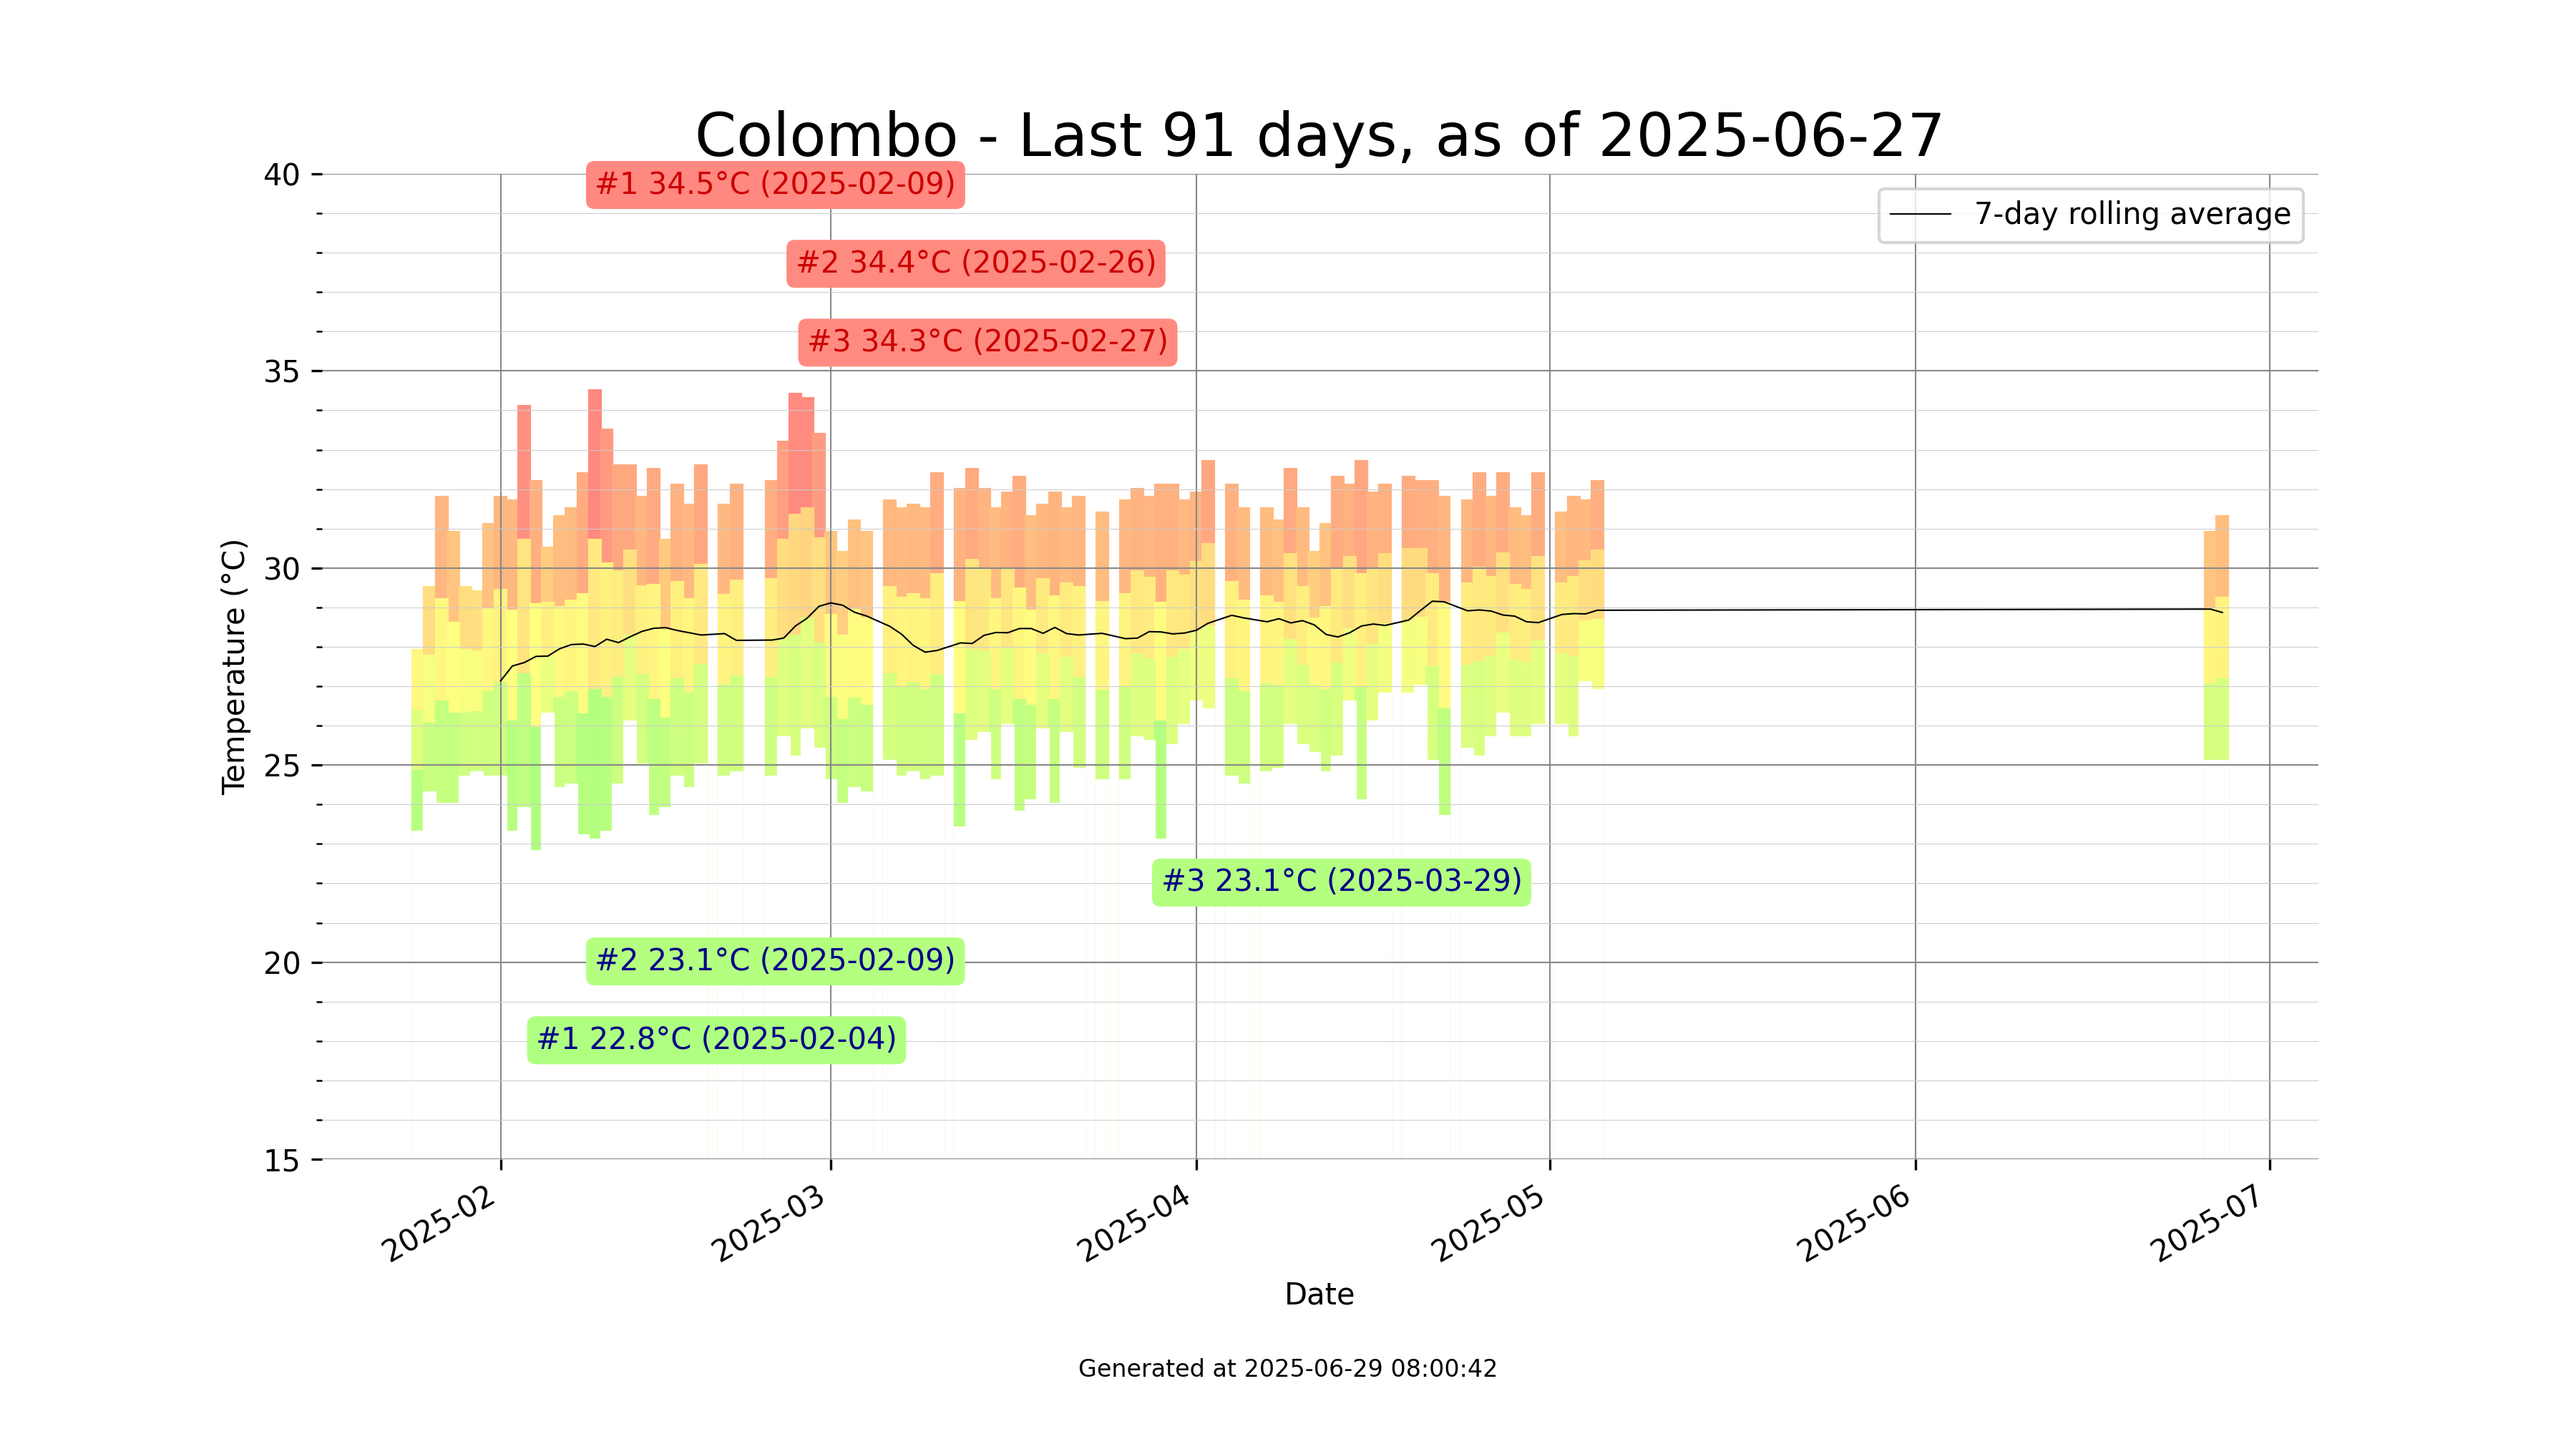 Colombo - Last 91 days, as of 2025-06-27
40
35
30
25
20
15
Temperature (°C)
#1 34.5°C (2025-02-09)
#2 34.4°C (2025-02-26)
#3 34.3°C (2025-02-27)
7-day rolling average
#3 23.1°C (2025-03-29)
#2 23.1°C (2025-02-09)
#1 22.8°C (2025-02-04)
2025-02
2025-03
2025-04
2025-05
2025-06
2025-07
Date
Generated at 2025-06-29 08:00:42